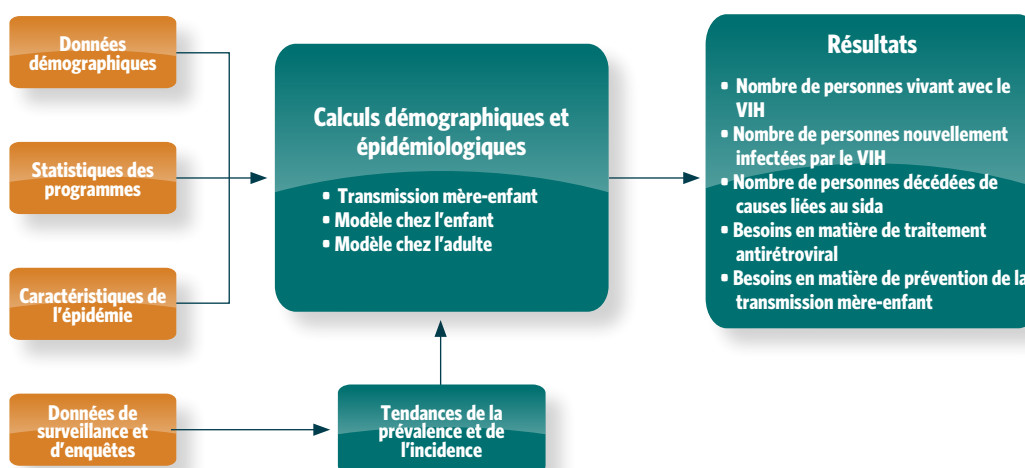 Données
démographiques
Statistiques des
programmes
Caractéristiques de
l'épidémie
Données de
surveillance et
d'enquêtes
Calculs démographiques et
épidémiologiques
▪ Transmission mère-enfant
▪ Modèle chez l'enfant
▪ Modèle chez l'adulte
Tendances de la
prévalence et de
l'incidence
Résultats
▪ Nombre de personnes vivant avec le
VIH
▪ Nombre de personnes nouvellement
infectées par le VIH
▪ Nombre de personnes décédées de
causes liées au sida
▪ Besoins en matière de traitement
antirétroviral
▪ Besoins en matière de prévention de la
transmission mère-enfant